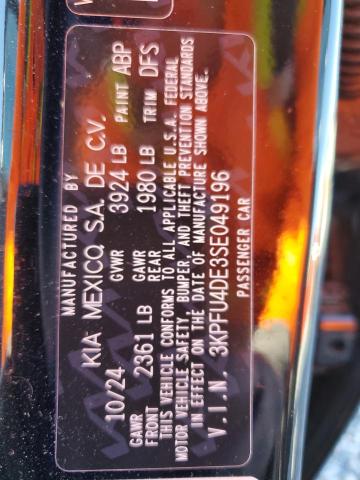 MANUFACTURED BY
KIA MEXICO, S.A. DE C.V.
10/24 GVWR 3924 LB PAINT ABP
GAWR FRONT 2361 LB GAWR REAR 1980 LB TRIM DFS
THIS VEHICLE CONFORMS TO ALL APPLICABLE U.S.A. FEDERAL
MOTOR VEHICLE SAFETY, BUMPER, AND THEFT PREVENTION STANDARDS
IN EFFECT ON THE DATE OF MANUFACTURE SHOWN ABOVE.
V.I.N. 3KPFU4DE3SE049196
PASSENGER CAR